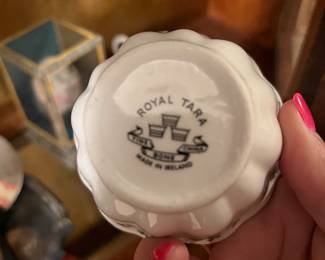 ROYAL TARA
FINE CHINA
BONE
MADE IN IRELAND